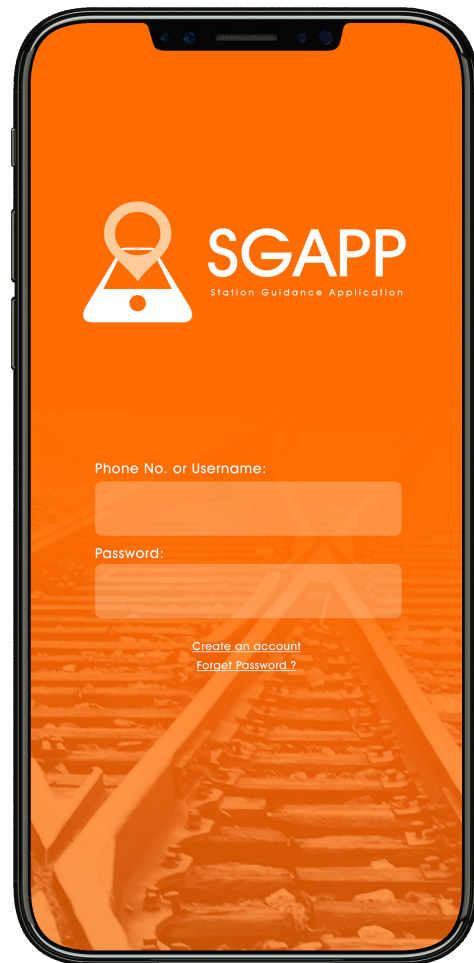 SGAPP
Station Guidance Application
Phone No. or Username:
Password:
Create an account
Forget Password ?